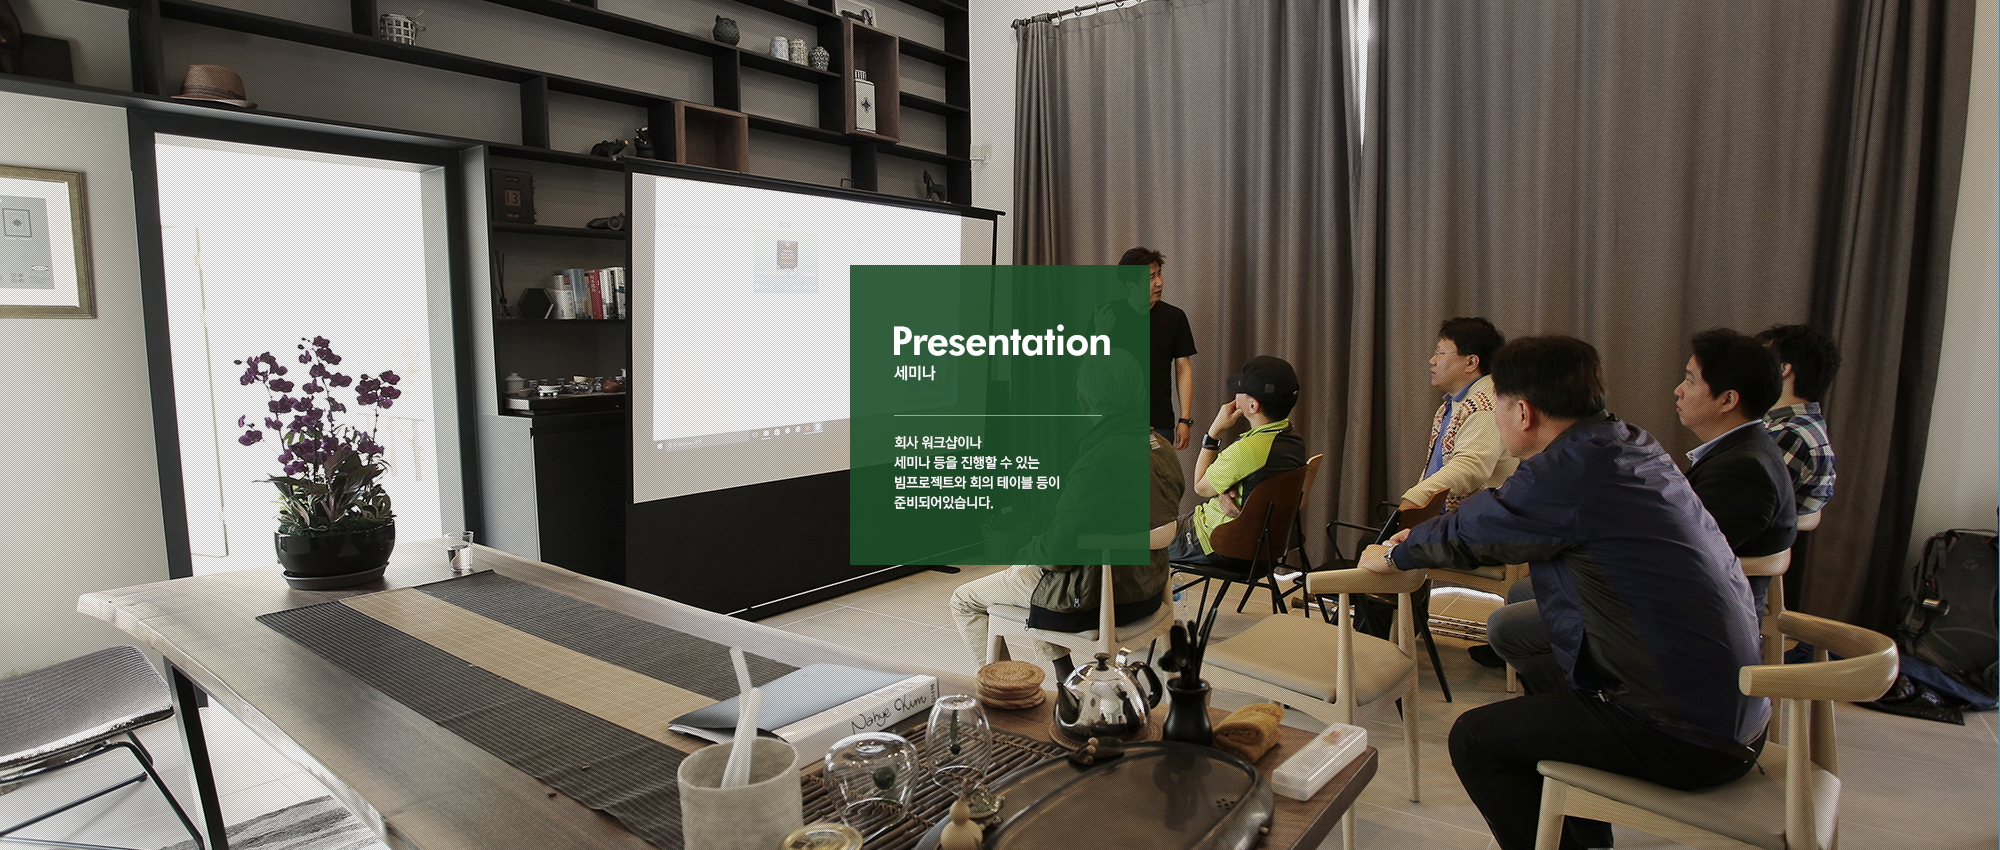 Presentation
세미나
회사 워크샵이나
세미나 등을 진행할 수 있는
빔프로젝트와 회의 테이블 등이
준비되어있습니다.
Nahye Kim